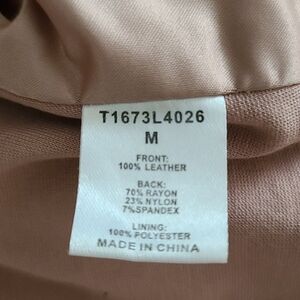 T1673L4026
M
FRONT:
100% LEATHER
BACK:
70% RAYON
23% NYLON
7%SPANDEX
LINING:
100% POLYESTER
MADE IN CHINA